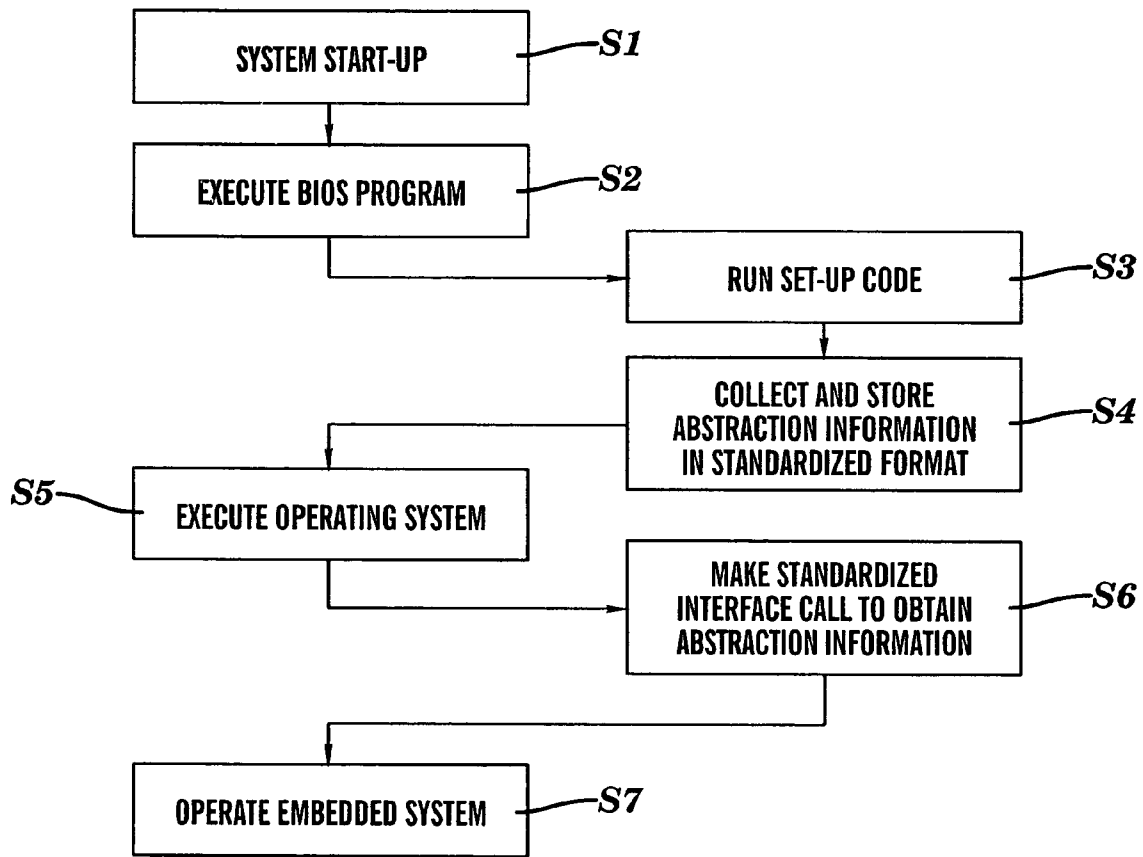 SYSTEM START-UP
S1
EXECUTE BIOS PROGRAM
S2
RUN SET-UP CODE
S3
COLLECT AND STORE
ABSTRACTION INFORMATION
IN STANDARDIZED FORMAT
S4
S5
EXECUTE OPERATING SYSTEM
MAKE STANDARDIZED
INTERFACE CALL TO OBTAIN
ABSTRACTION INFORMATION
S6
OPERATE EMBEDDED SYSTEM
S7